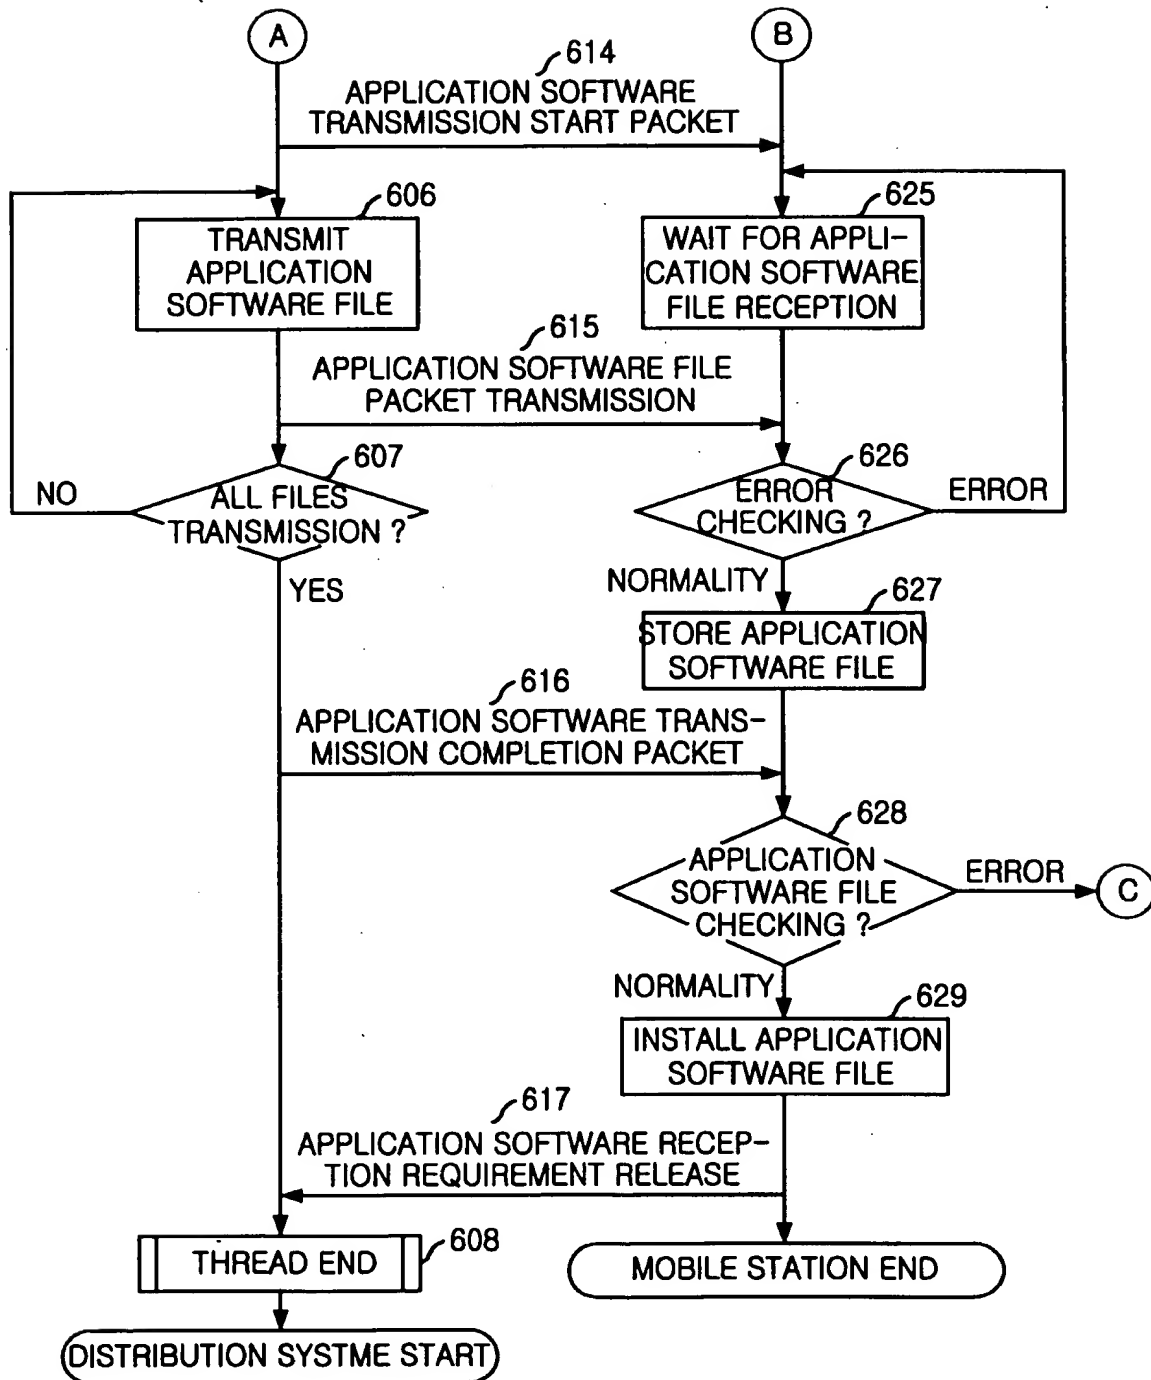 A
B
614
APPLICATION SOFTWARE
TRANSMISSION START PACKET
606
TRANSMIT
APPLICATION
SOFTWARE FILE
625
WAIT FOR APPLI-
CATION SOFTWARE
FILE RECEPTION
615
APPLICATION SOFTWARE FILE
PACKET TRANSMISSION
607
NO
ALL FILES
TRANSMISSION ?
YES
626
ERROR
CHECKING ?
ERROR
NORMALITY
627
STORE APPLICATION
SOFTWARE FILE
616
APPLICATION SOFTWARE TRANS-
MISSION COMPLETION PACKET
628
APPLICATION
SOFTWARE FILE
CHECKING ?
ERROR
C
NORMALITY
629
INSTALL APPLICATION
SOFTWARE FILE
617
APPLICATION SOFTWARE RECEP-
TION REQUIREMENT RELEASE
THREAD END
608
MOBILE STATION END
DISTRIBUTION SYSTME START